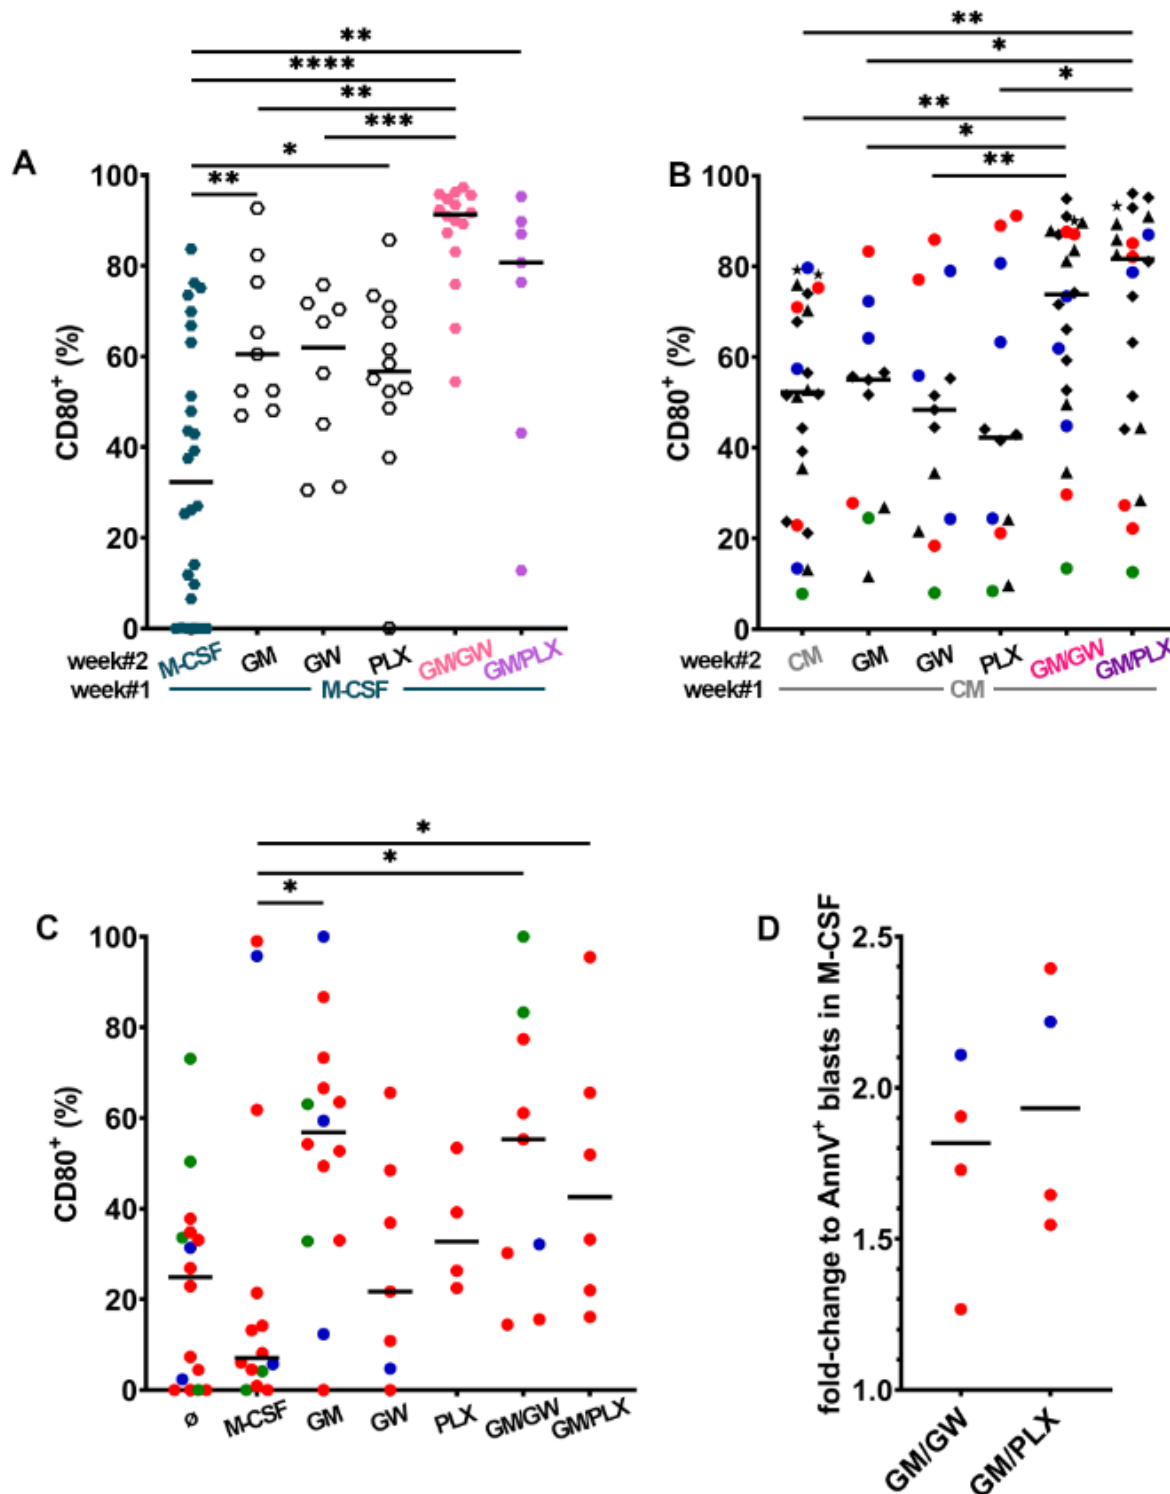 **
****
**
***
*
**
A
CD80+ (%)
100
80
60
40
20
0
week#2 M-CSF GM GW PLX GM/GW GM/PLX
week#1 M-CSF
**
*
*
**
*
**
B
CD80+ (%)
100
80
60
40
20
0
week#2 CM GM GW PLX GM/GW GM/PLX
week#1 CM
*
*
*
C
CD80+ (%)
100
80
60
40
20
0
ø M-CSF GM GW PLX GM/GW GM/PLX
D
fold-change to AnnV+ blasts in M-CSF
2.5
2.0
1.5
1.0
GM/GW GM/PLX